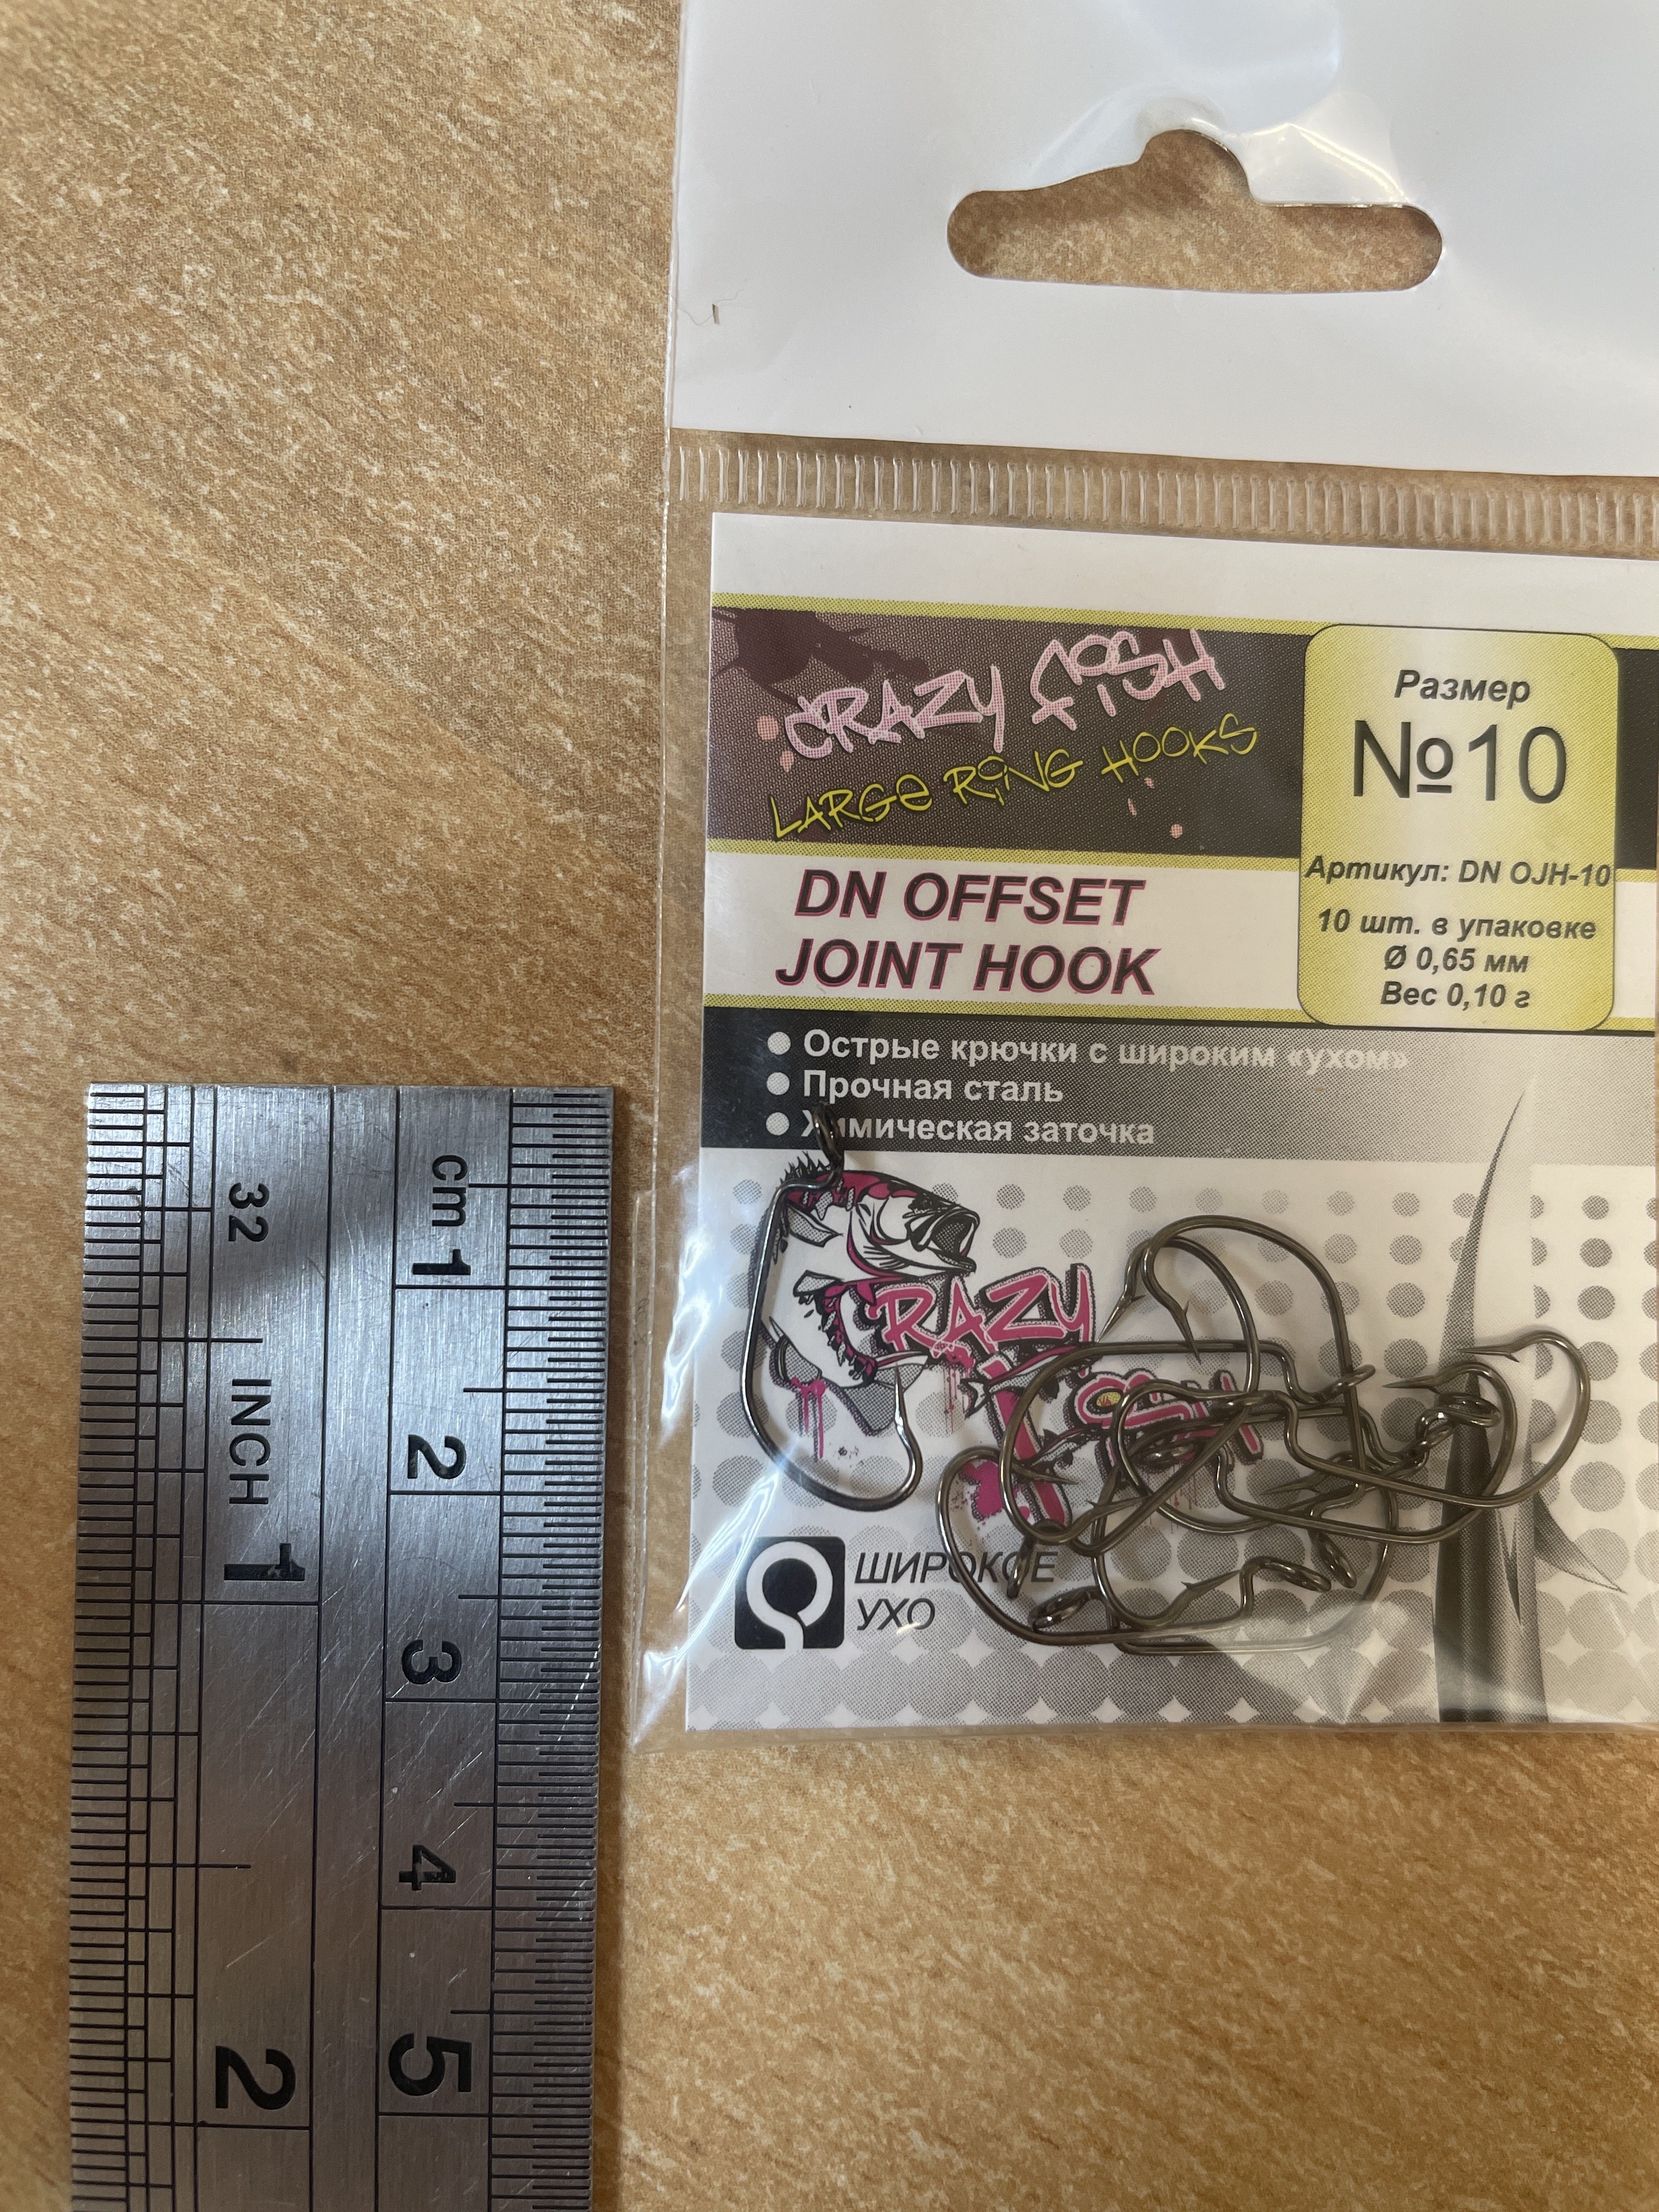 CRAZY FISH
LARGE RING HOOKS
Размер
№10
Артикул: DN OJH-10
10 шт. в упаковке
Ø 0,65 мм
Вес 0,10 г
DN OFFSET
JOINT HOOK
Острые крючки с широким «ухом»
Прочная сталь
Химическая заточка
CRAZY
FISH
ШИРОКОЕ
УХО
cm 1
2
3
4
5
32
INCH 1
2